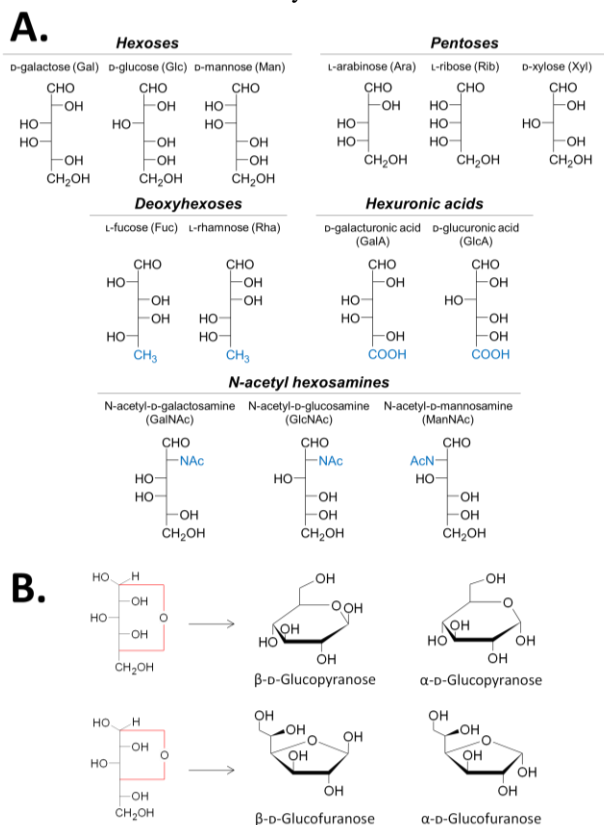 A.
Hexoses
D-galactose (Gal) D-glucose (Glc) D-mannose (Man)
CHO CHO CHO
OH OH HO
HO HO HO
HO OH OH
OH OH OH
CH2OH CH2OH CH2OH
Pentoses
L-arabinose (Ara) L-ribose (Rib) D-xylose (Xyl)
CHO CHO CHO
OH HO OH
HO HO HO
HO HO OH
CH2OH CH2OH CH2OH
Deoxyhexoses
L-fucose (Fuc) L-rhamnose (Rha)
CHO CHO
HO OH
OH OH
OH HO
HO HO
CH3 CH3
Hexuronic acids
D-galacturonic acid (GalA)
D-glucuronic acid (GlcA)
CHO CHO
OH OH
HO HO
HO OH
OH OH
COOH COOH
N-acetyl hexosamines
N-acetyl-D-galactosamine (GalNAc)
N-acetyl-D-glucosamine (GlcNAc)
N-acetyl-D-mannosamine (ManNAc)
CHO CHO CHO
NAc NAc AcN
HO HO HO
HO OH OH
OH OH OH
CH2OH CH2OH CH2OH
B.
HO H
OH
HO O
OH
CH2OH
OH
O OH
OH
HO
OH
β-D-Glucopyranose
OH
O
OH
HO OH
OH
α-D-Glucopyranose
HO H
OH O
HO
OH
CH2OH
OH
OH OH
O
OH
OH
β-D-Glucofuranose
OH
OH
O
OH
OH
OH
α-D-Glucofuranose